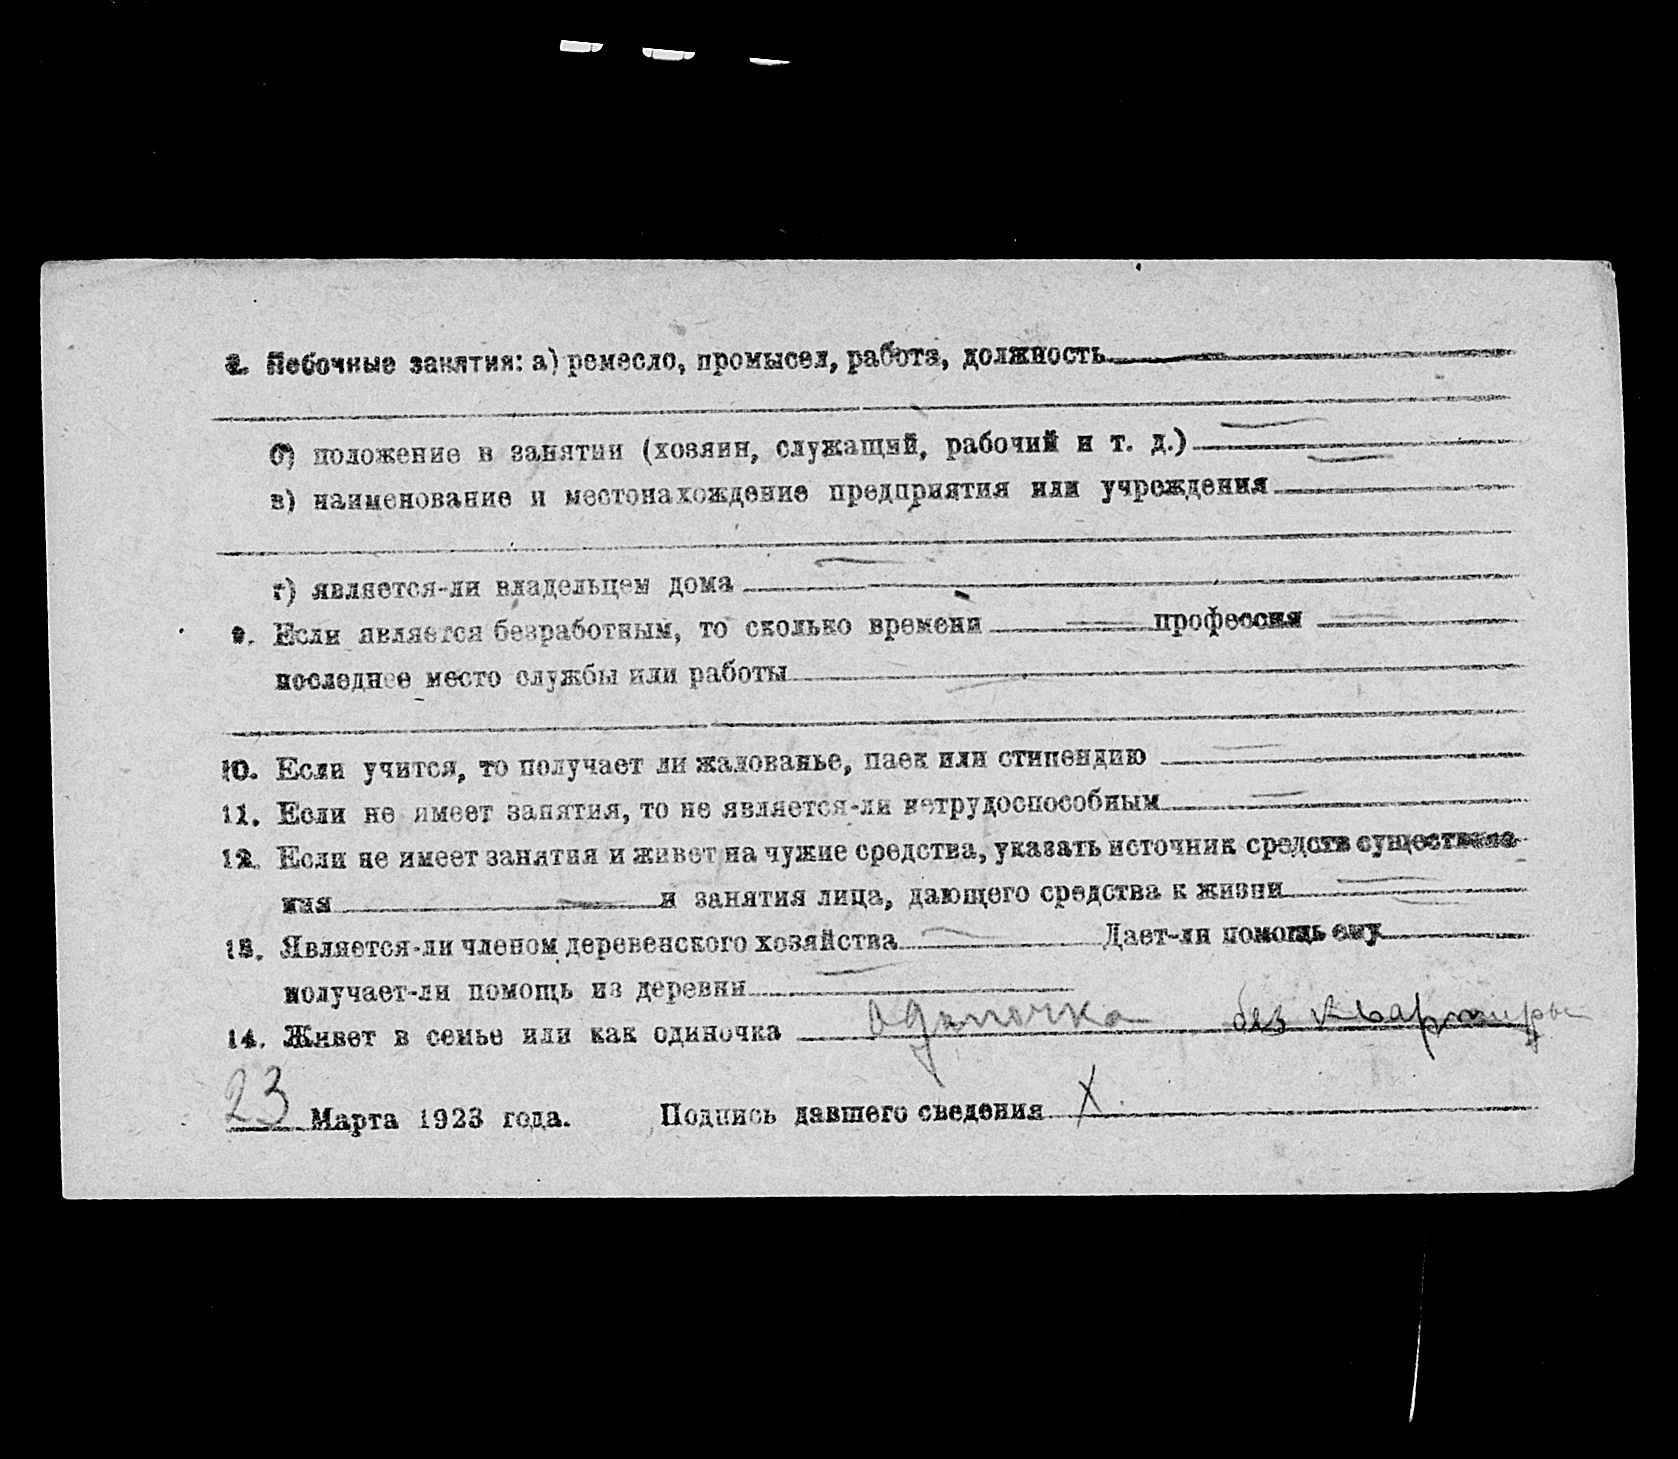 8. Побочные занятия: а) ремесло, промысел, работа, должность
б) положение в занятии (хозяин, служащий, рабочий и т. д.)
в) наименование и местонахождение предприятия или учреждения
г) является-ли владельцем дома
9. Если является безработным, то сколько времени профессия
последнее место службы или работы
10. Если учится, то получает ли жалованье, паек или стипендию
11. Если не имеет занятия, то не является-ли нетрудоспособным
12. Если не имеет занятия и живет на чужие средства, указать источник средств существова
ния и занятия лица, дающего средства к жизни
13. Является-ли членом деревенского хозяйства Дает-ли помощь ему
получает-ли помощь из деревни
14. Живет в семье или как одиночка одиночка без квартиры
23 Марта 1923 года. Подпись давшего сведения X